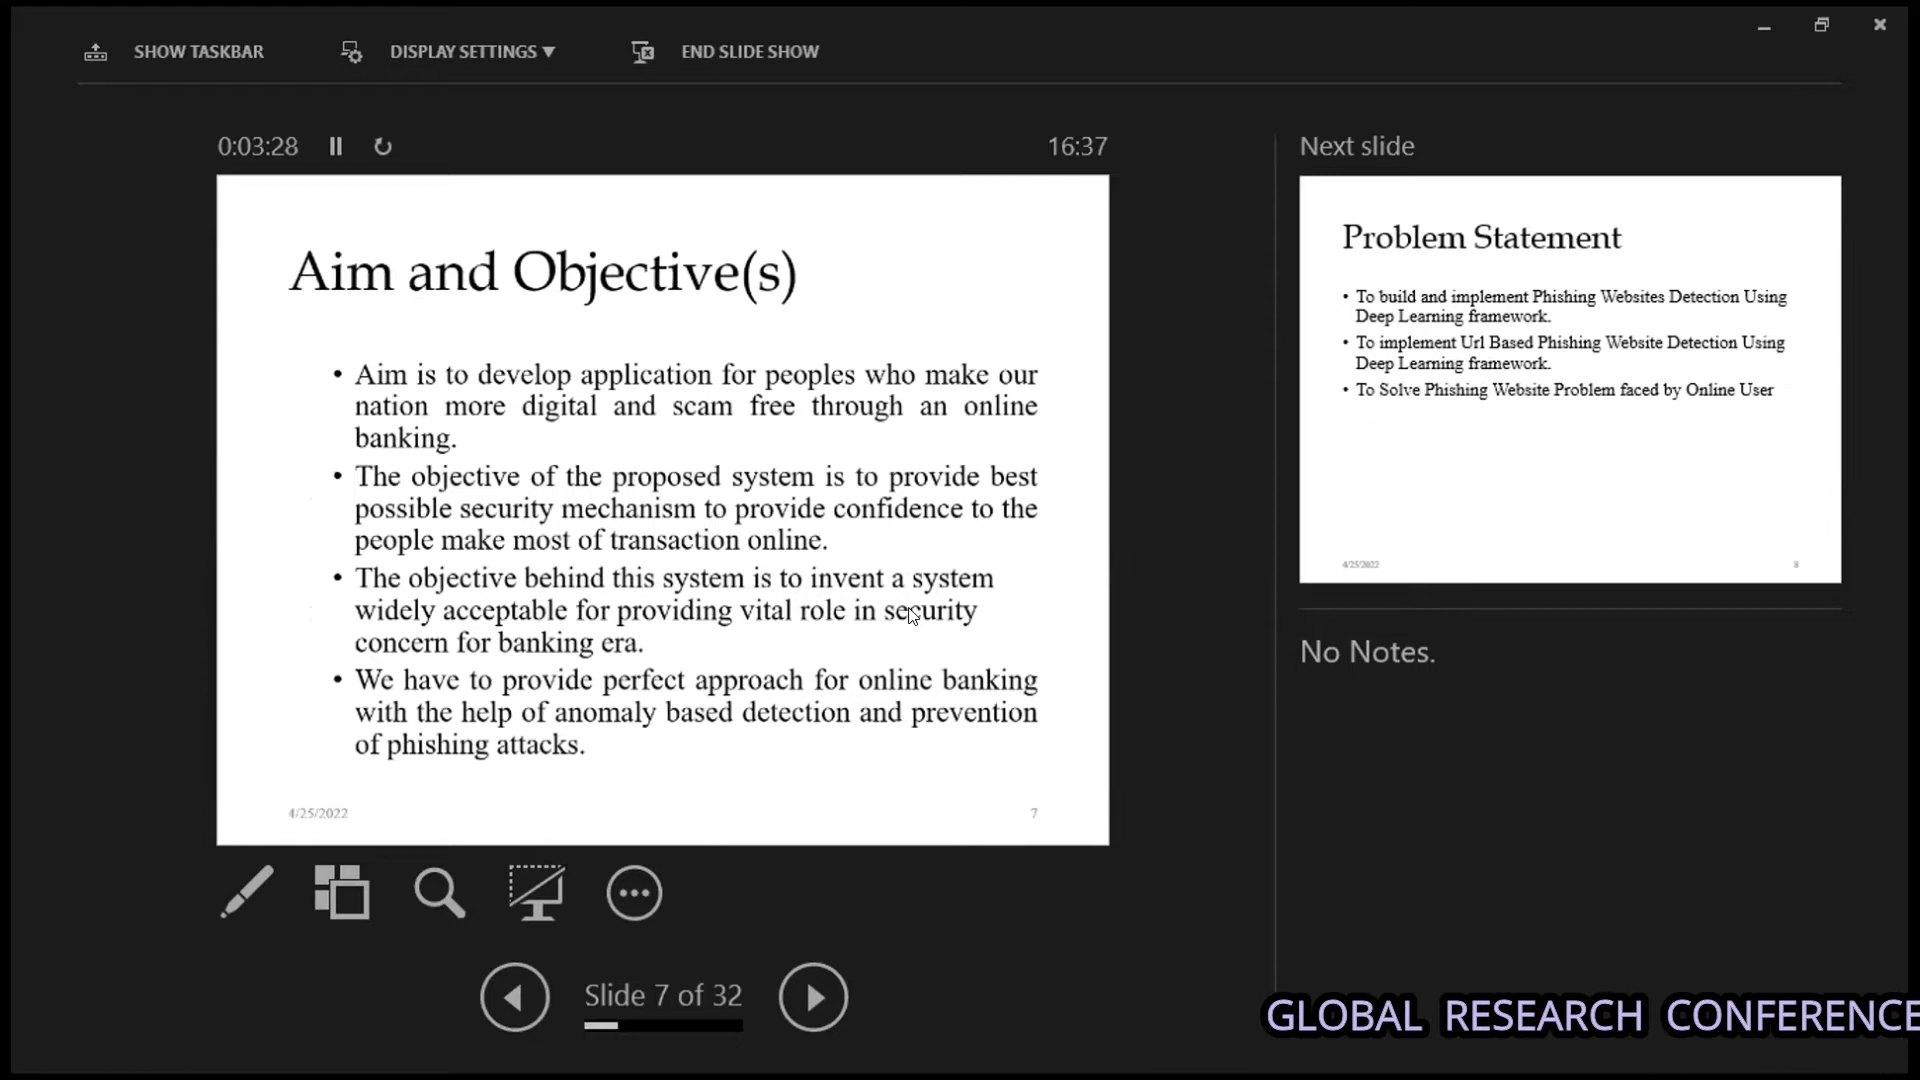 SHOW TASKBAR
DISPLAY SETTINGS ▼
END SLIDE SHOW
0:03:28
16:37
Aim and Objective(s)
• Aim is to develop application for peoples who make our
nation more digital and scam free through an online
banking.
• The objective of the proposed system is to provide best
possible security mechanism to provide confidence to the
people make most of transaction online.
• The objective behind this system is to invent a system
widely acceptable for providing vital role in security
concern for banking era.
• We have to provide perfect approach for online banking
with the help of anomaly based detection and prevention
of phishing attacks.
4/25/2022
7
Slide 7 of 32
Next slide
Problem Statement
• To build and implement Phishing Websites Detection Using
Deep Learning framework.
• To implement Url Based Phishing Website Detection Using
Deep Learning framework.
• To Solve Phishing Website Problem faced by Online User
4/25/2022
8
No Notes.
GLOBAL RESEARCH CONFERENCE